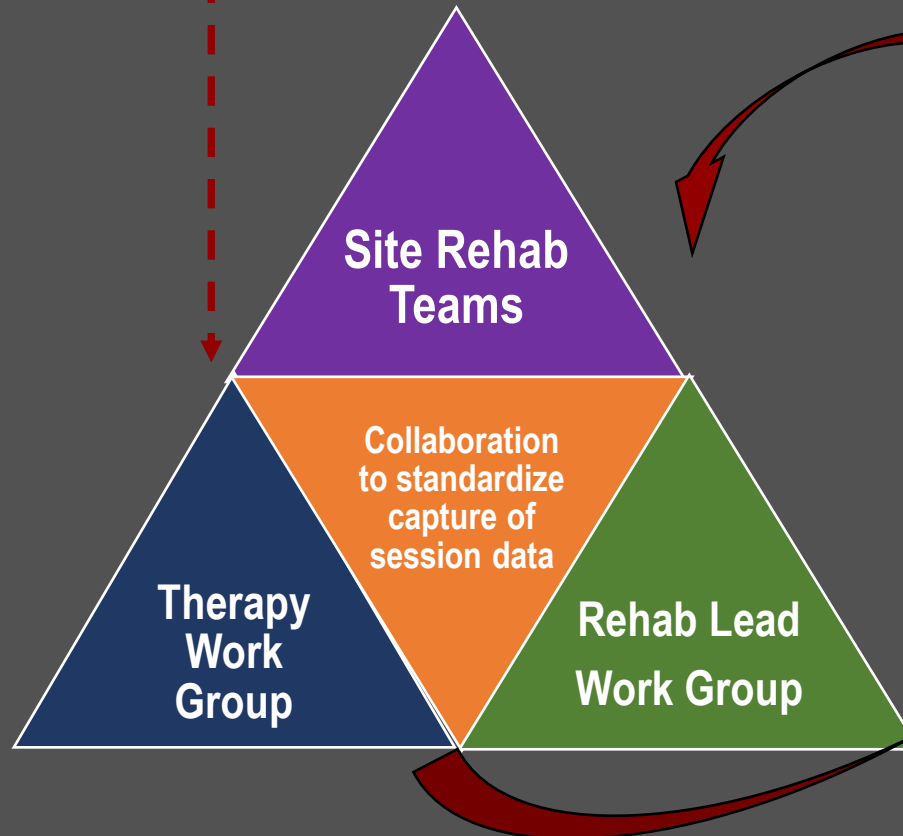 Site Rehab
Teams
Collaboration
to standardize
capture of
session data
Therapy
Work
Group
Rehab Lead
Work Group